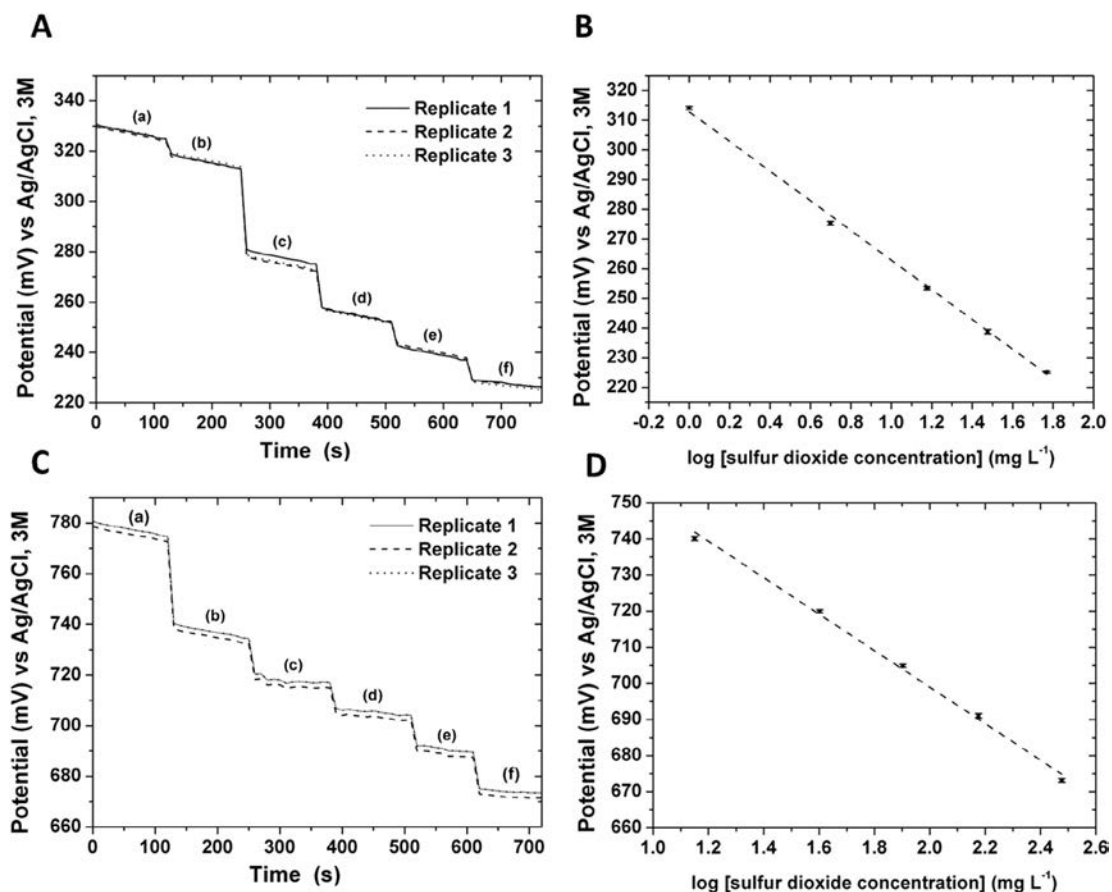 A
Potential (mV) vs Ag/AgCl, 3M
340
320
300
280
260
240
220
(a)
(b)
(c)
(d)
(e)
(f)
Replicate 1
Replicate 2
Replicate 3
0 100 200 300 400 500 600 700
Time (s)
B
Potential (mV) vs Ag/AgCl, 3M
320
310
300
290
280
270
260
250
240
230
220
-0.2 0.0 0.2 0.4 0.6 0.8 1.0 1.2 1.4 1.6 1.8 2.0
log [sulfur dioxide concentration] (mg L⁻¹)
C
Potential (mV) vs Ag/AgCl, 3M
780
760
740
720
700
680
660
(a)
(b)
(c)
(d)
(e)
(f)
Replicate 1
Replicate 2
Replicate 3
0 100 200 300 400 500 600 700
Time (s)
D
Potential (mV) vs Ag/AgCl, 3M
750
740
730
720
710
700
690
680
670
660
1.0 1.2 1.4 1.6 1.8 2.0 2.2 2.4 2.6
log [sulfur dioxide concentration] (mg L⁻¹)